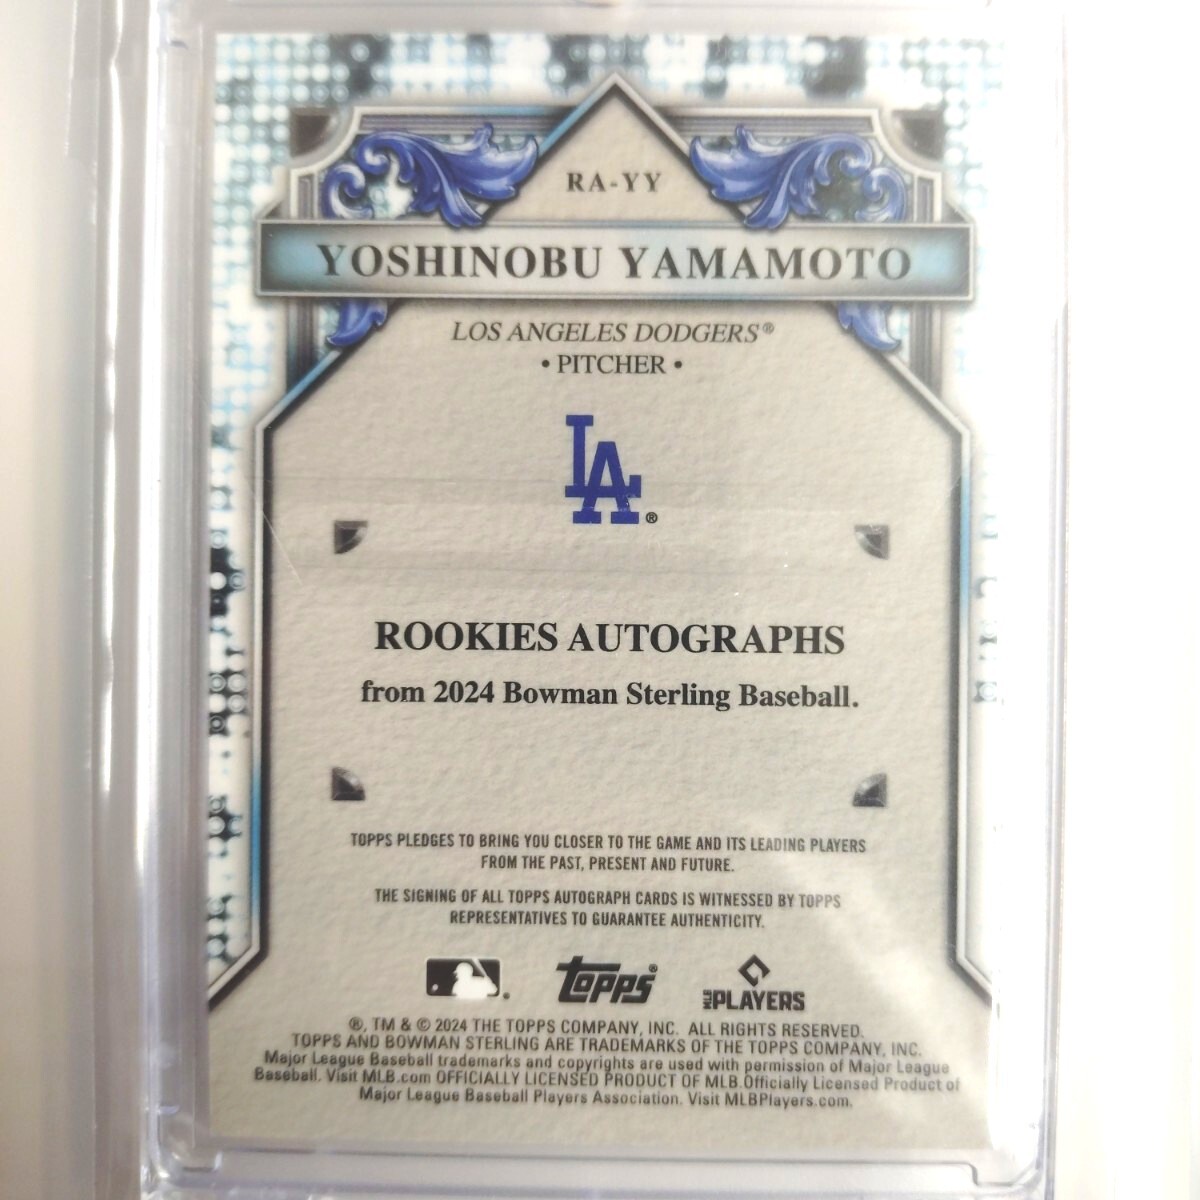 RA-YY
YOSHINOBU YAMAMOTO
LOS ANGELES DODGERS®
• PITCHER •
LA®
ROOKIES AUTOGRAPHS
from 2024 Bowman Sterling Baseball.
TOPPS PLEDGES TO BRING YOU CLOSER TO THE GAME AND ITS LEADING PLAYERS
FROM THE PAST, PRESENT AND FUTURE.
THE SIGNING OF ALL TOPPS AUTOGRAPH CARDS IS WITNESSED BY TOPPS
REPRESENTATIVES TO GUARANTEE AUTHENTICITY.
topps®
MLB PLAYERS
®, TM & © 2024 THE TOPPS COMPANY, INC. ALL RIGHTS RESERVED.
TOPPS AND BOWMAN STERLING ARE TRADEMARKS OF THE TOPPS COMPANY, INC.
Major League Baseball trademarks and copyrights are used with permission of Major League
Baseball. Visit MLB.com OFFICIALLY LICENSED PRODUCT OF MLB.Officially Licensed Product of
Major League Baseball Players Association. Visit MLBPlayers.com.